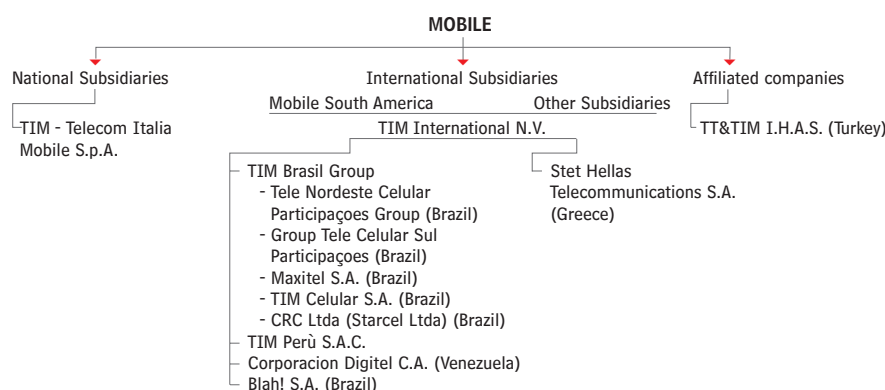 MOBILE
National Subsidiaries
International Subsidiaries
Affiliated companies
Mobile South America
Other Subsidiaries
TIM - Telecom Italia
Mobile S.p.A.
TIM International N.V.
TT&TIM I.H.A.S. (Turkey)
TIM Brasil Group
- Tele Nordeste Celular
Participaçoes Group (Brazil)
- Group Tele Celular Sul
Participaçoes (Brazil)
- Maxitel S.A. (Brazil)
- TIM Celular S.A. (Brazil)
- CRC Ltda (Starcel Ltda) (Brazil)
TIM Perù S.A.C.
Corporacion Digitel C.A. (Venezuela)
Blah! S.A. (Brazil)
Stet Hellas
Telecommunications S.A.
(Greece)